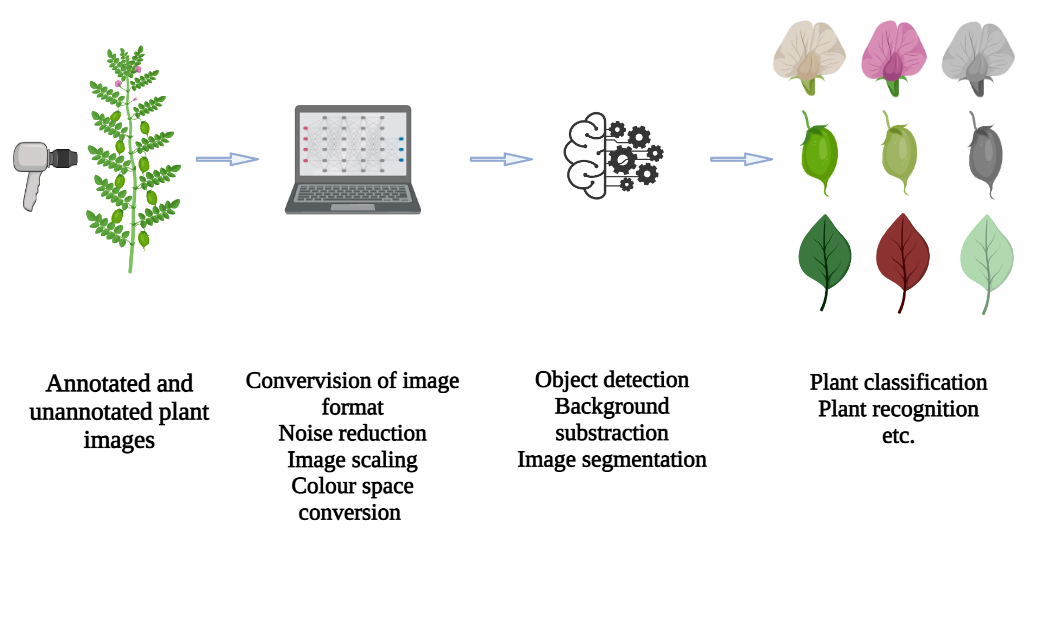 Annotated and
unannotated plant
images
Convervision of image
format
Noise reduction
Image scaling
Colour space
conversion
Object detection
Background
substraction
Image segmentation
Plant classification
Plant recognition
etc.